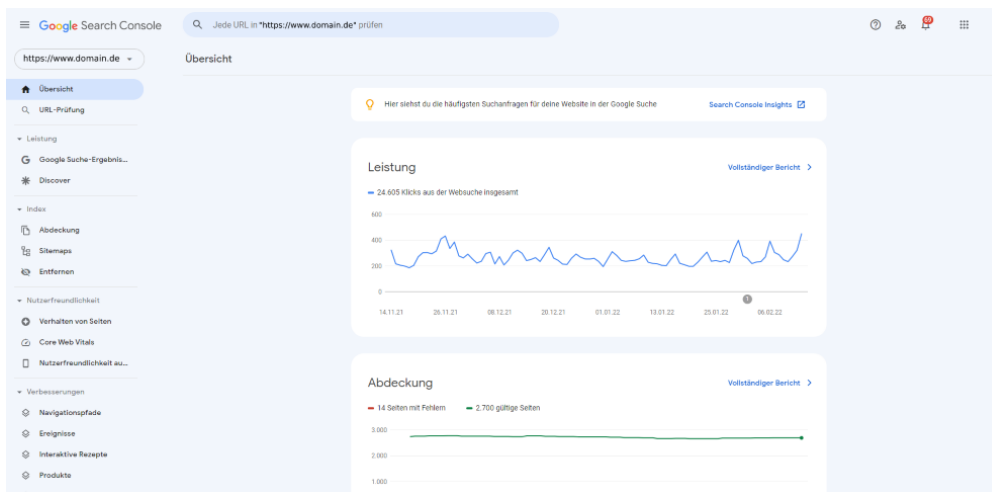 Google Search Console
Jede URL in "https://www.domain.de" prüfen
69
https://www.domain.de
Übersicht
Übersicht
URL-Prüfung
Leistung
Google Suche-Ergebnis...
Discover
Index
Abdeckung
Sitemaps
Entfernen
Nutzerfreundlichkeit
Verhalten von Seiten
Core Web Vitals
Nutzerfreundlichkeit au...
Verbesserungen
Navigationspfade
Ereignisse
Interaktive Rezepte
Produkte
Hier siehst du die häufigsten Suchanfragen für deine Website in der Google Suche
Search Console Insights
Leistung
Vollständiger Bericht
24.605 Klicks aus der Websuche insgesamt
600
400
200
0
1
14.11.21 26.11.21 08.12.21 20.12.21 01.01.22 13.01.22 25.01.22 06.02.22
Abdeckung
Vollständiger Bericht
14 Seiten mit Fehlern 2.700 gültige Seiten
3.000
2.000
1.000